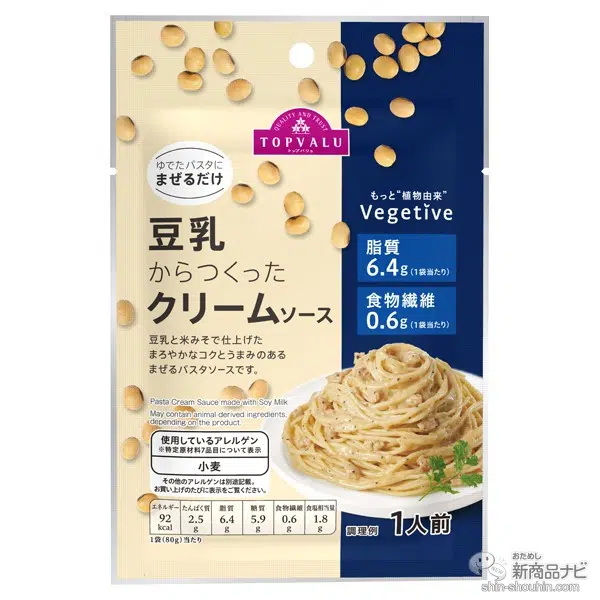 QUALITY AND TRUST
TOPVALU
トップバリュ
ゆでたパスタに
まぜるだけ
もっと"植物由来"
Vegetive
豆乳
からつくった
クリームソース
脂質
6.4g(1袋当たり)
食物繊維
0.6g(1袋当たり)
豆乳と米みそで仕上げた
まろやかなコクとうまみのある
まぜるパスタソースです。
Pasta Cream Sauce made with Soy Milk
May contain animal derived ingredients,
depending on the product.
使用しているアレルゲン
※特定原材料7品目について表示
小麦
その他のアレルゲンは別途記載。
お買い上げのたびに表示をご覧ください。
エネルギー たんぱく質 脂質 糖質 食物繊維 食塩相当量
92kcal 2.5g 6.4g 5.9g 0.6g 1.8g
1袋(80g)当たり
調理例
1人前
おためし
新商品ナビ
shin-shouhin.com